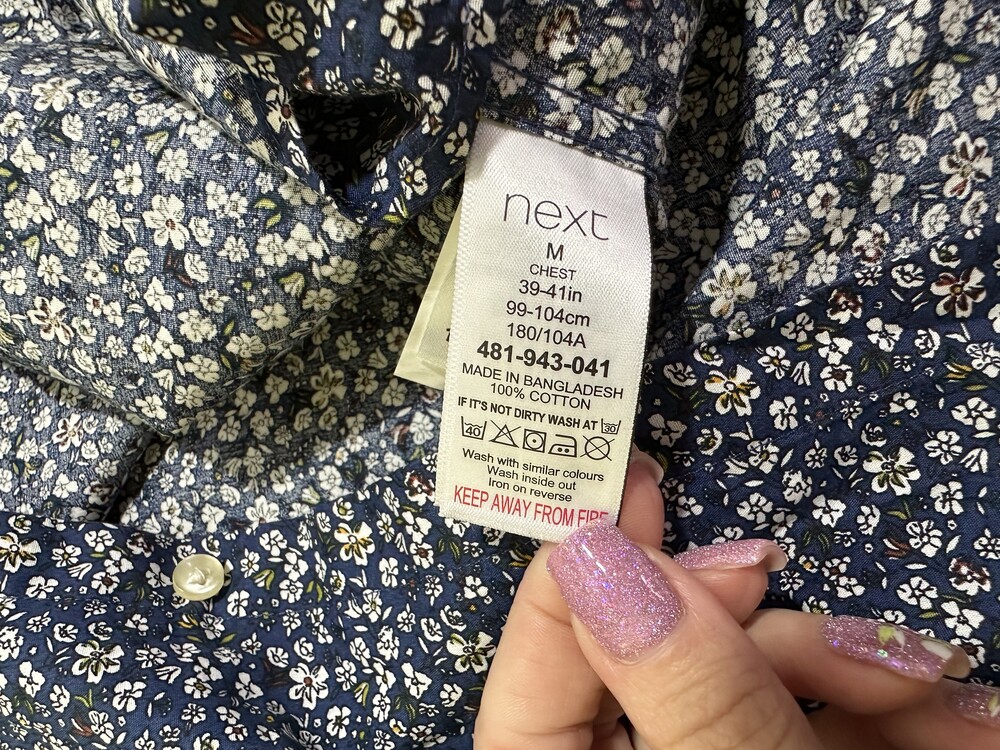 next
M
CHEST
39-41in
99-104cm
180/104A
481-943-041
MADE IN BANGLADESH
100% COTTON
IF IT'S NOT DIRTY WASH AT 30
40
Wash with similar colours
Wash inside out
Iron on reverse
KEEP AWAY FROM FIRE